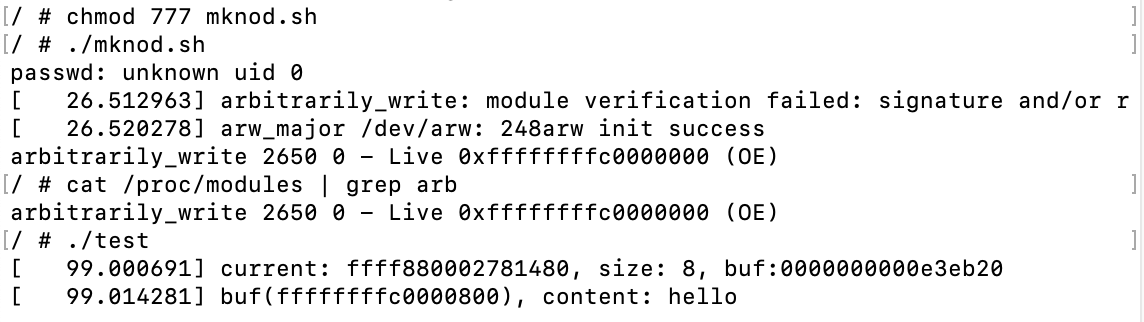 [/ # chmod 777 mknod.sh ]
[/ # ./mknod.sh ]
passwd: unknown uid 0
[   26.512963] arbitrarily_write: module verification failed: signature and/or r
[   26.520278] arw_major /dev/arw: 248arw init success
arbitrarily_write 2650 0 - Live 0xffffffffc0000000 (OE)
[/ # cat /proc/modules | grep arb ]
arbitrarily_write 2650 0 - Live 0xffffffffc0000000 (OE)
[/ # ./test ]
[   99.000691] current: ffff880002781480, size: 8, buf:0000000000e3eb20
[   99.014281] buf(ffffffffc0000800), content: hello